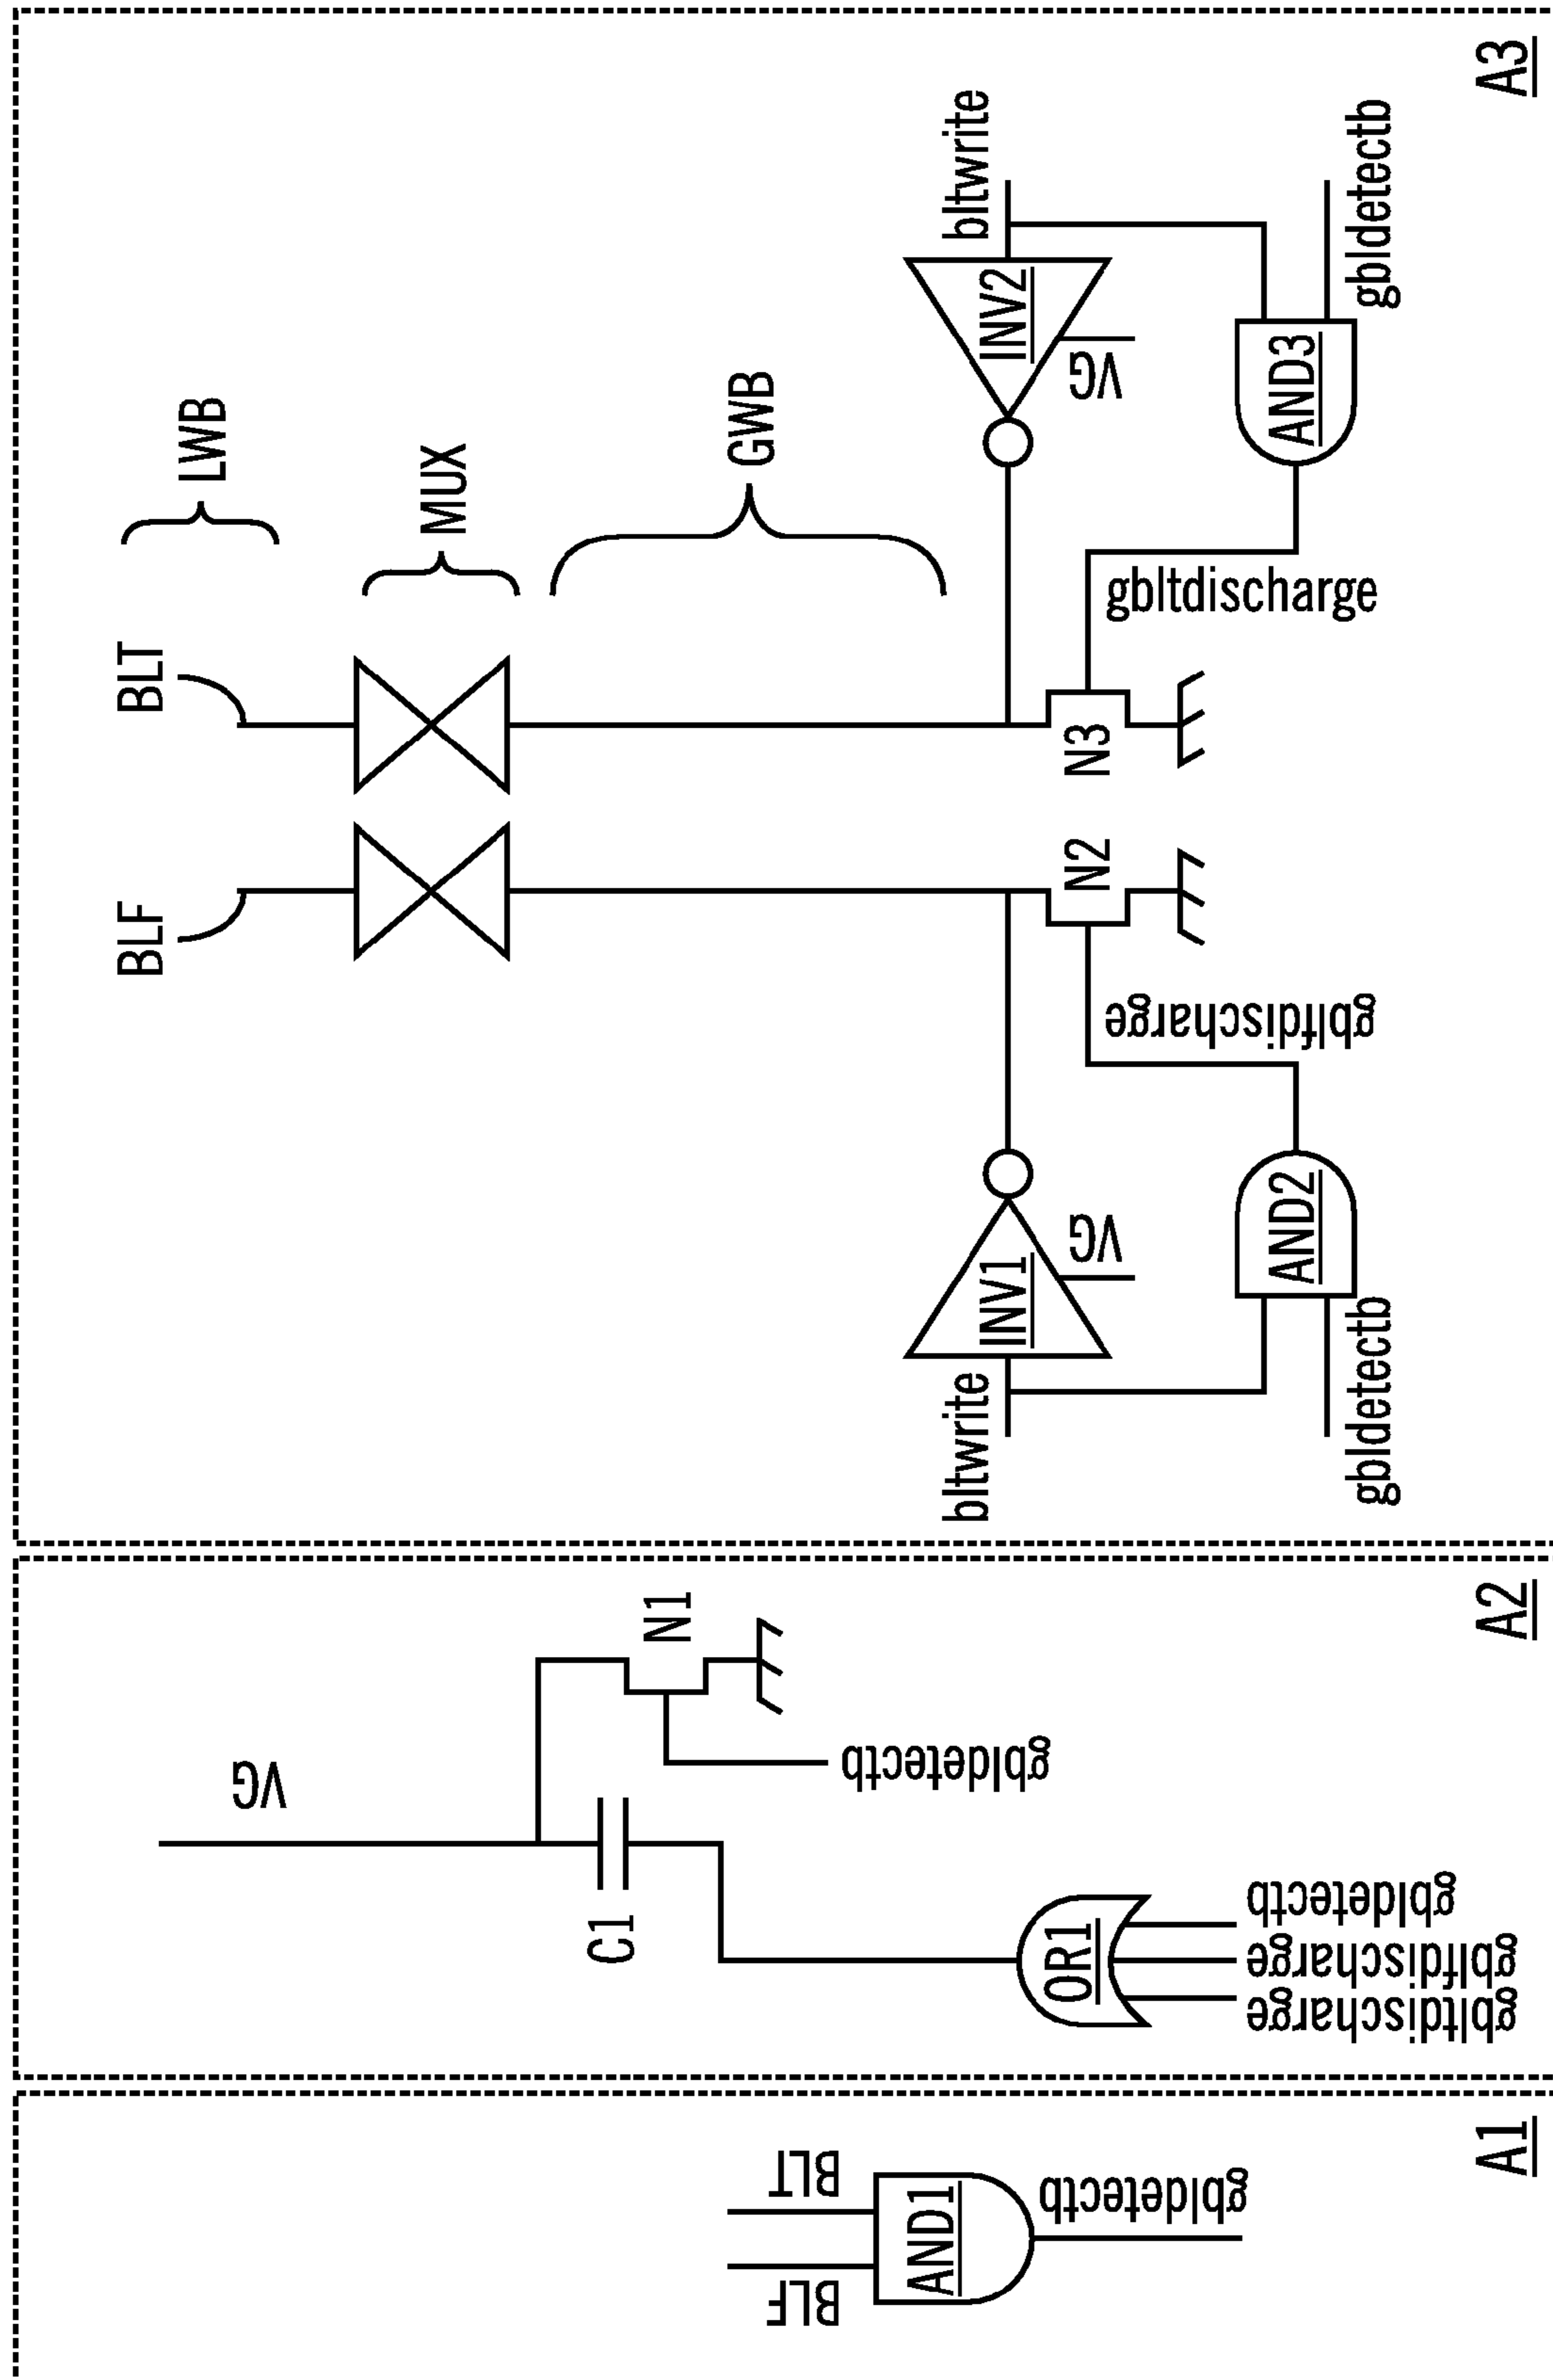 BLF
BLT
AND1
gbldetectb
A1
VG
C1
N1
gbldetectb
OR1
gbltdischarge
gblfdischarge
gbldetectb
A2
BLF
BLT
LWB
MUX
GWB
bltwrite
INV1
VG
bltwrite
INV2
VG
N2
N3
gblfdischarge
gbltdischarge
AND2
gbldetectb
AND3
gbldetectb
A3